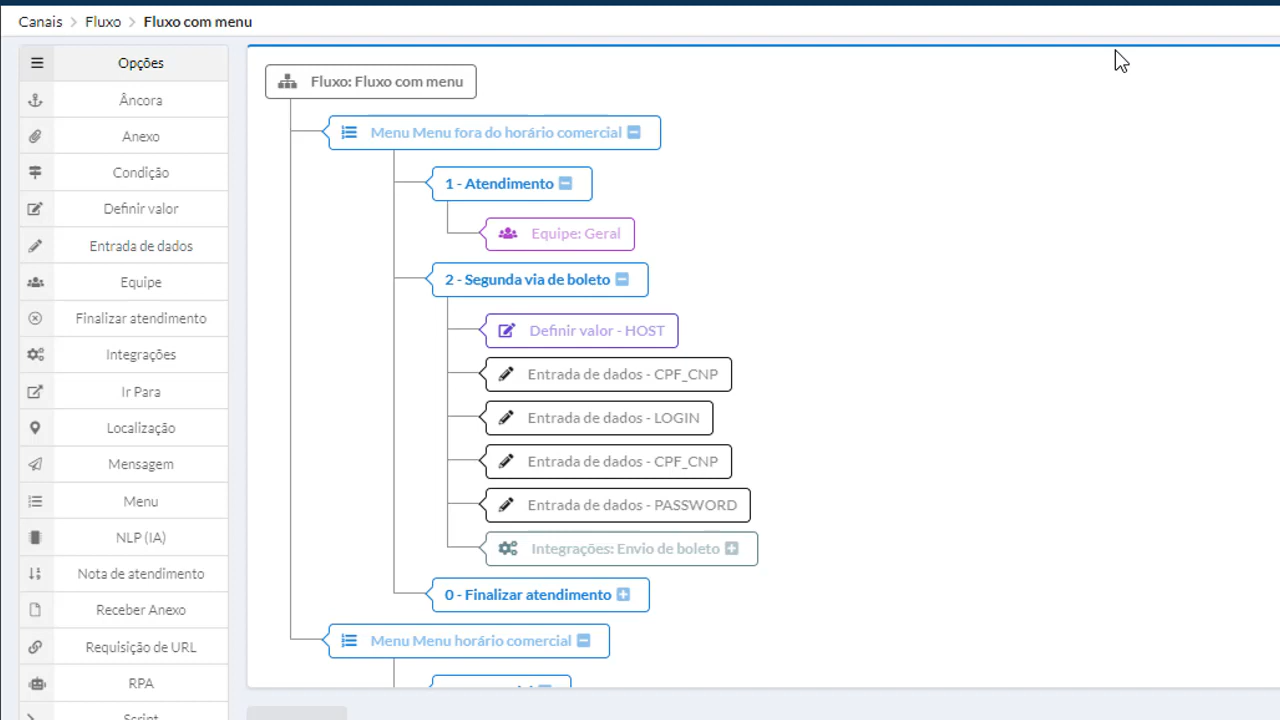 Canais > Fluxo > Fluxo com menu
Opções
Âncora
Anexo
Condição
Definir valor
Entrada de dados
Equipe
Finalizar atendimento
Integrações
Ir Para
Localização
Mensagem
Menu
NLP (IA)
Nota de atendimento
Receber Anexo
Requisição de URL
RPA
Script
Fluxo: Fluxo com menu
Menu Menu fora do horário comercial
1 - Atendimento
Equipe: Geral
2 - Segunda via de boleto
Definir valor - HOST
Entrada de dados - CPF_CNP
Entrada de dados - LOGIN
Entrada de dados - CPF_CNP
Entrada de dados - PASSWORD
Integrações: Envio de boleto
0 - Finalizar atendimento
Menu Menu horário comercial